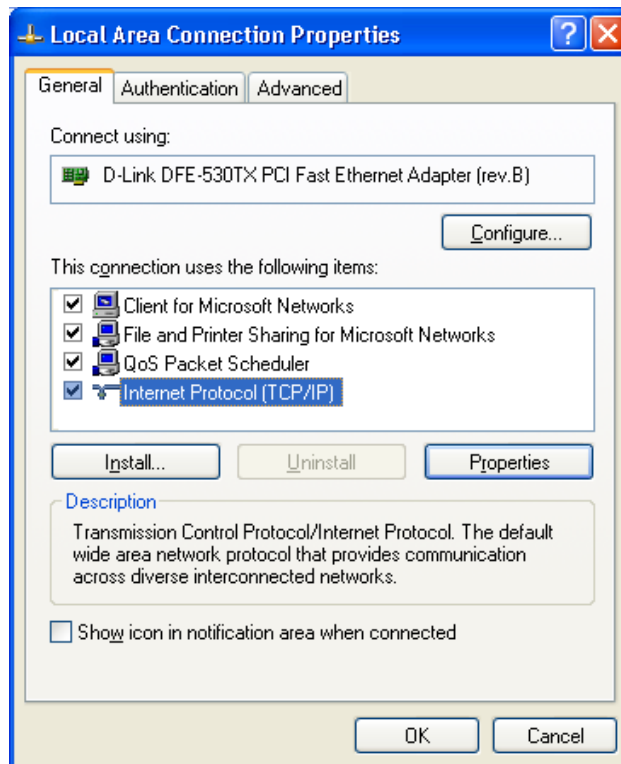 Local Area Connection Properties
General
Authentication
Advanced
Connect using:
D-Link DFE-530TX PCI Fast Ethernet Adapter (rev.B)
Configure...
This connection uses the following items:
Client for Microsoft Networks
File and Printer Sharing for Microsoft Networks
QoS Packet Scheduler
Internet Protocol (TCP/IP)
Install...
Uninstall
Properties
Description
Transmission Control Protocol/Internet Protocol. The default
wide area network protocol that provides communication
across diverse interconnected networks.
Show icon in notification area when connected
OK
Cancel